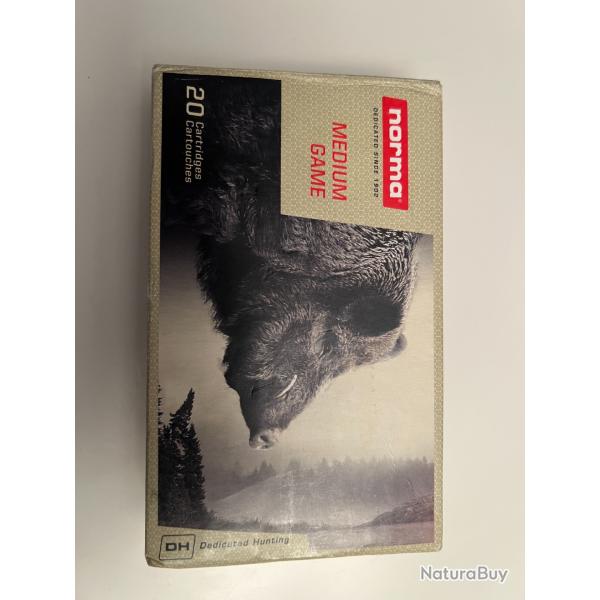 norma
DEDICATED SINCE 1902
MEDIUM
GAME
20 Cartridges
Cartouches
DH Dedicated Hunting
NaturaBuy